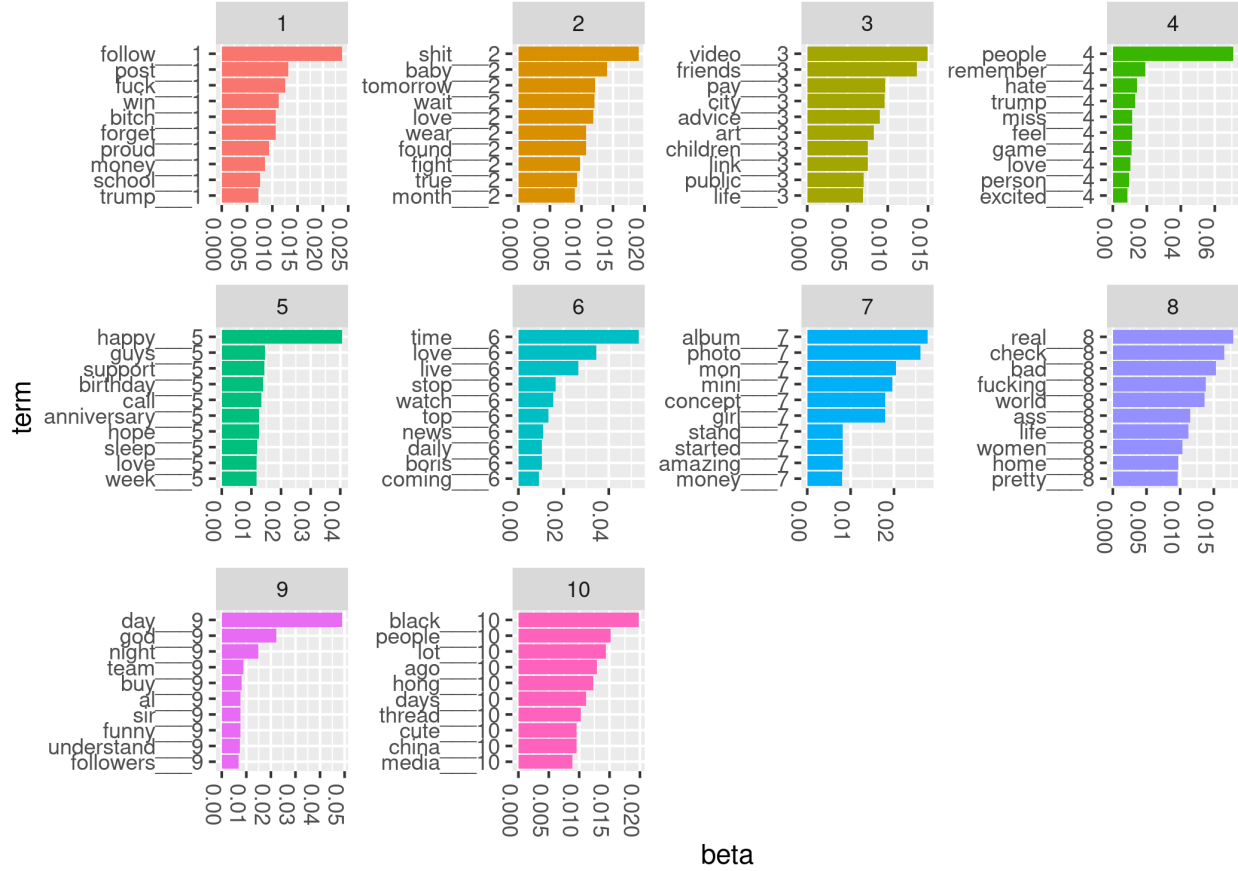 1
follow___1
post___1
fuck___1
win___1
bitch___1
forget___1
proud___1
money___1
school___1
trump___1
0.000
0.005
0.010
0.015
0.020
0.025
2
shit___2
baby___2
tomorrow___2
wait___2
love___2
wear___2
found___2
fight___2
true___2
month___2
0.000
0.005
0.010
0.015
0.020
3
video___3
friends___3
pay___3
city___3
advice___3
art___3
children___3
link___3
public___3
life___3
0.000
0.005
0.010
0.015
4
people___4
remember___4
hate___4
trump___4
miss___4
feel___4
game___4
love___4
person___4
excited___4
0.00
0.02
0.04
0.06
5
happy___5
guys___5
support___5
birthday___5
call___5
anniversary___5
hope___5
sleep___5
love___5
week___5
0.00
0.01
0.02
0.03
0.04
6
time___6
love___6
live___6
stop___6
watch___6
top___6
news___6
daily___6
boris___6
coming___6
0.00
0.02
0.04
7
album___7
photo___7
mon___7
mini___7
concept___7
girl___7
stand___7
started___7
amazing___7
money___7
0.00
0.01
0.02
8
real___8
check___8
bad___8
fucking___8
world___8
ass___8
life___8
women___8
home___8
pretty___8
0.000
0.005
0.010
0.015
9
day___9
god___9
night___9
team___9
buy___9
al___9
sir___9
funny___9
understand___9
followers___9
0.00
0.01
0.02
0.03
0.04
0.05
10
black___10
people___10
lot___10
ago___10
hong___10
days___10
thread___10
cute___10
china___10
media___10
0.000
0.005
0.010
0.015
0.020
term
beta